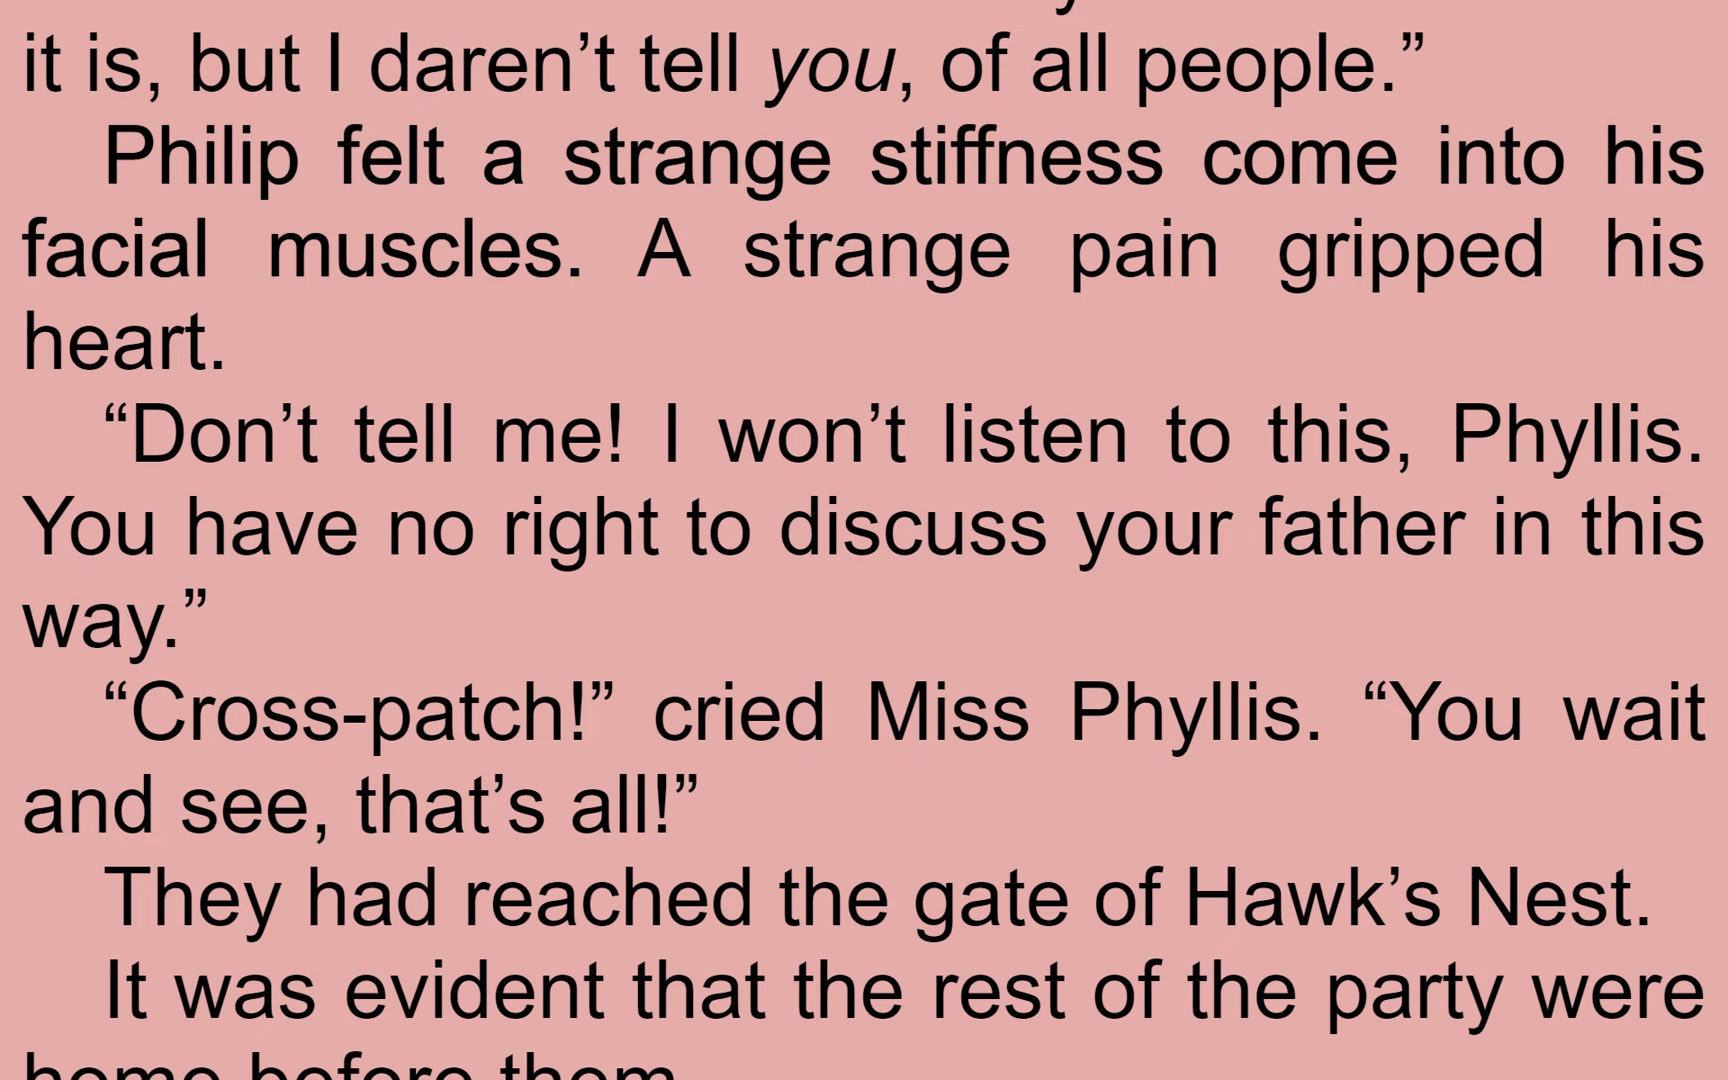 it is, but I daren’t tell you, of all people.”
Philip felt a strange stiffness come into his
facial muscles. A strange pain gripped his
heart.
“Don’t tell me! I won’t listen to this, Phyllis.
You have no right to discuss your father in this
way.”
“Cross-patch!” cried Miss Phyllis. “You wait
and see, that’s all!”
They had reached the gate of Hawk’s Nest.
It was evident that the rest of the party were
home before them